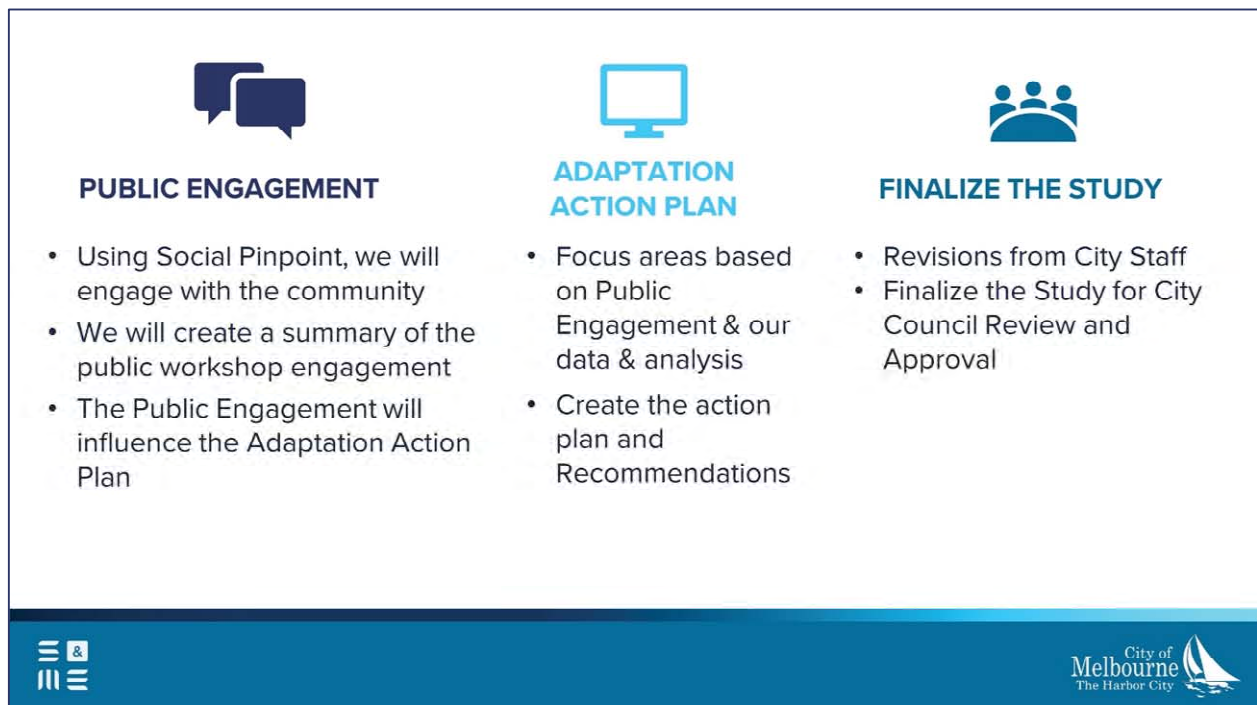 PUBLIC ENGAGEMENT
• Using Social Pinpoint, we will
engage with the community
• We will create a summary of the
public workshop engagement
• The Public Engagement will
influence the Adaptation Action
Plan
ADAPTATION
ACTION PLAN
• Focus areas based
on Public
Engagement & our
data & analysis
• Create the action
plan and
Recommendations
FINALIZE THE STUDY
• Revisions from City Staff
• Finalize the Study for City
Council Review and
Approval
S&
ME
City of
Melbourne
The Harbor City